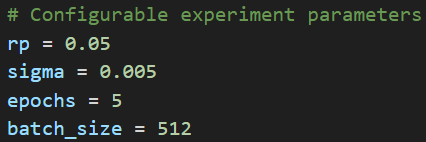 # Configurable experiment parameters
rp = 0.05
sigma = 0.005
epochs = 5
batch_size = 512